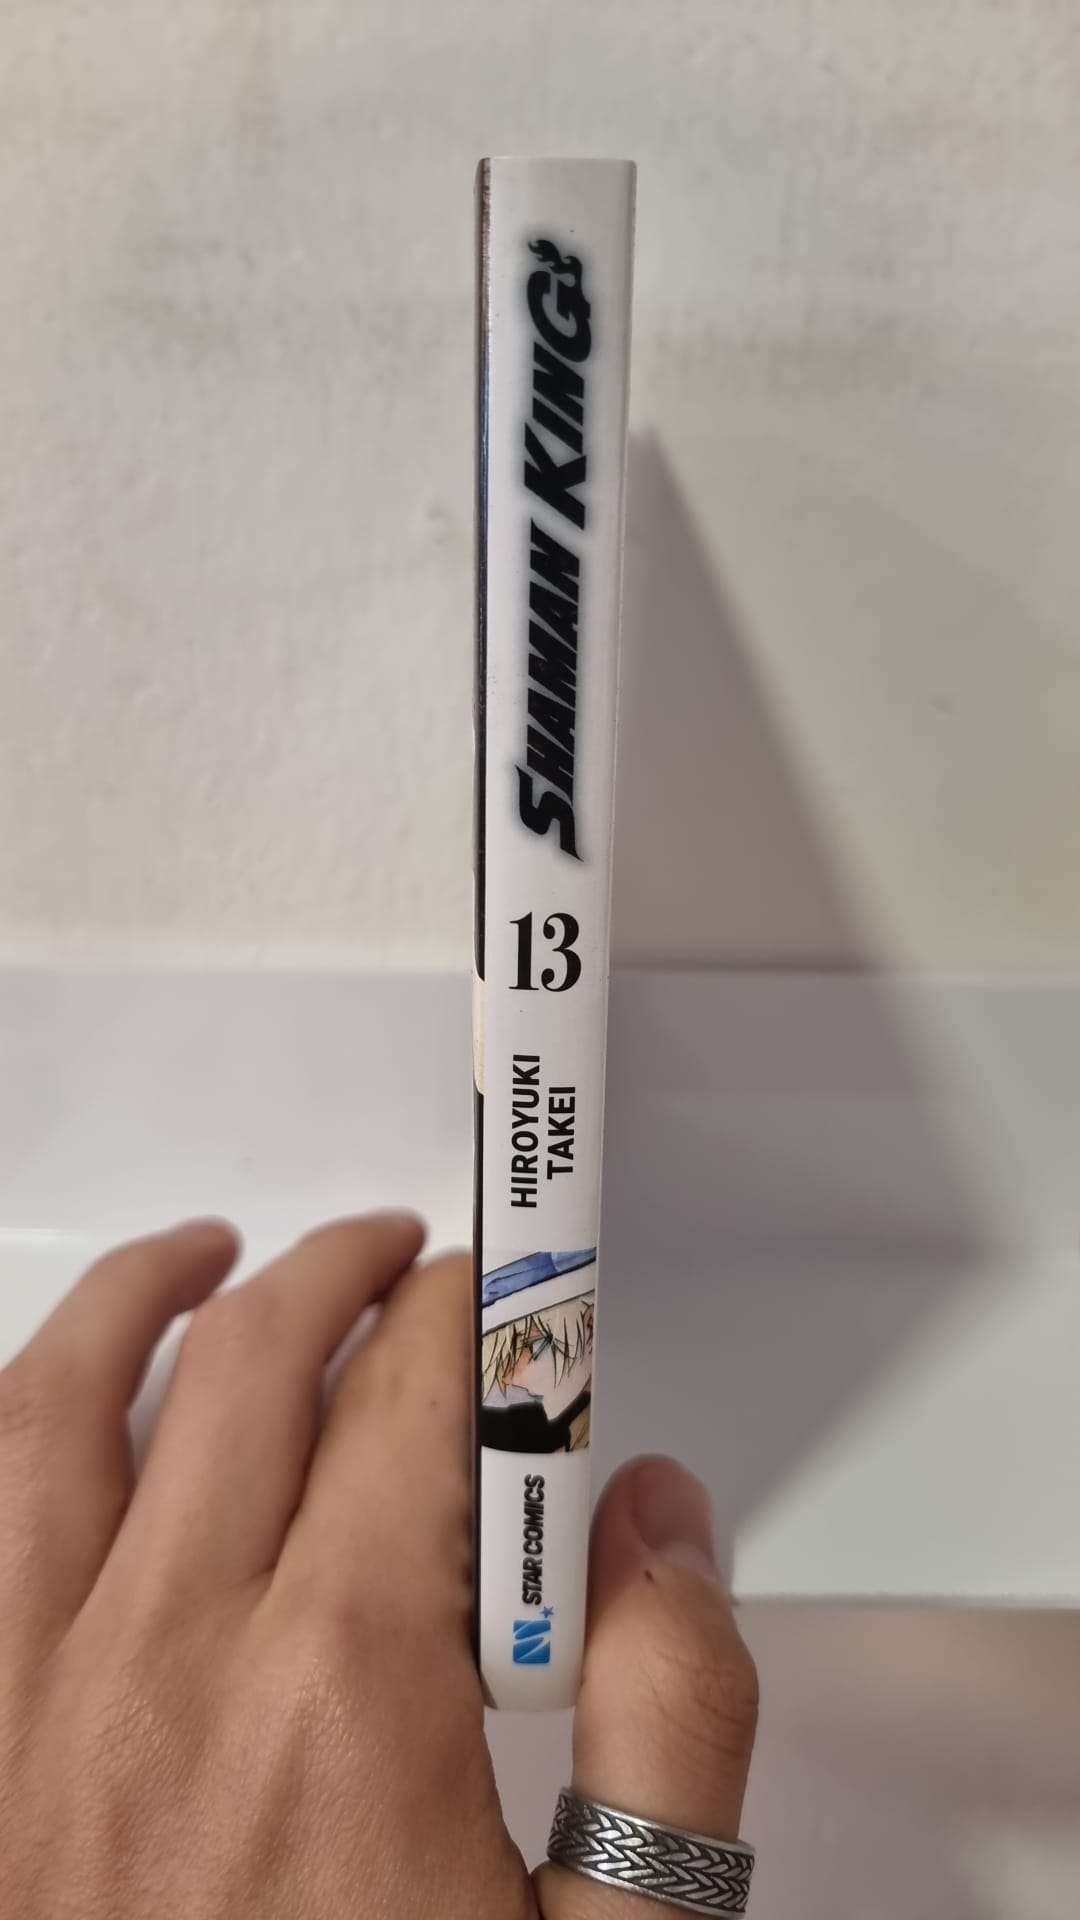 SHAMAN KING
13
HIROYUKI
TAKEI
STAR COMICS